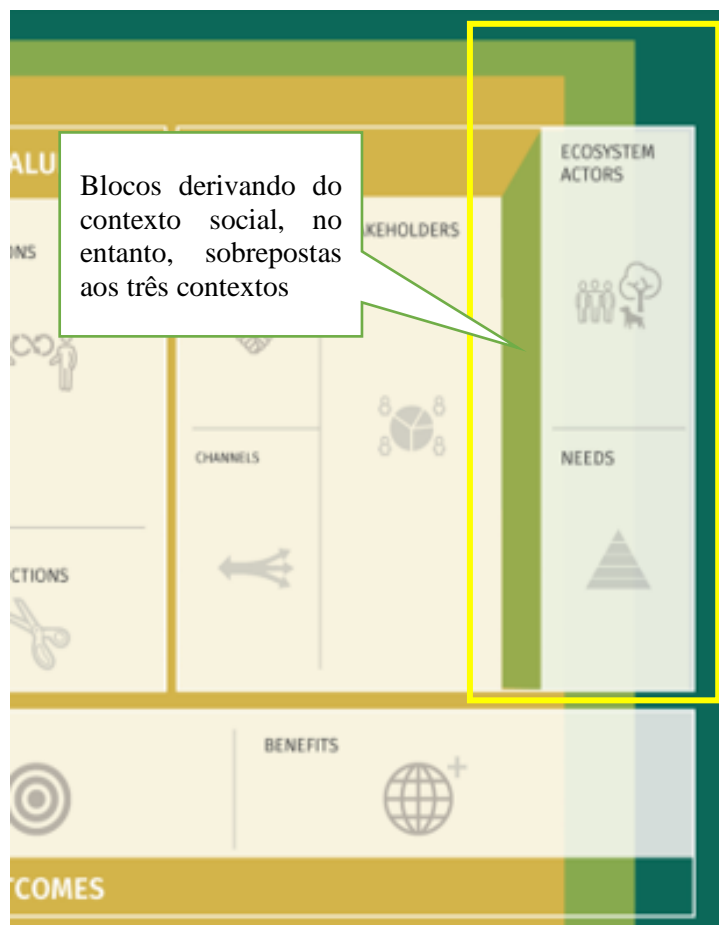 ALU
Blocos derivando do
contexto social, no
entanto, sobrepostas
aos três contextos
ECOSYSTEM
ACTORS
ONS
KEHOLDERS
CHANNELS
NEEDS
CTIONS
BENEFITS
TCOMES